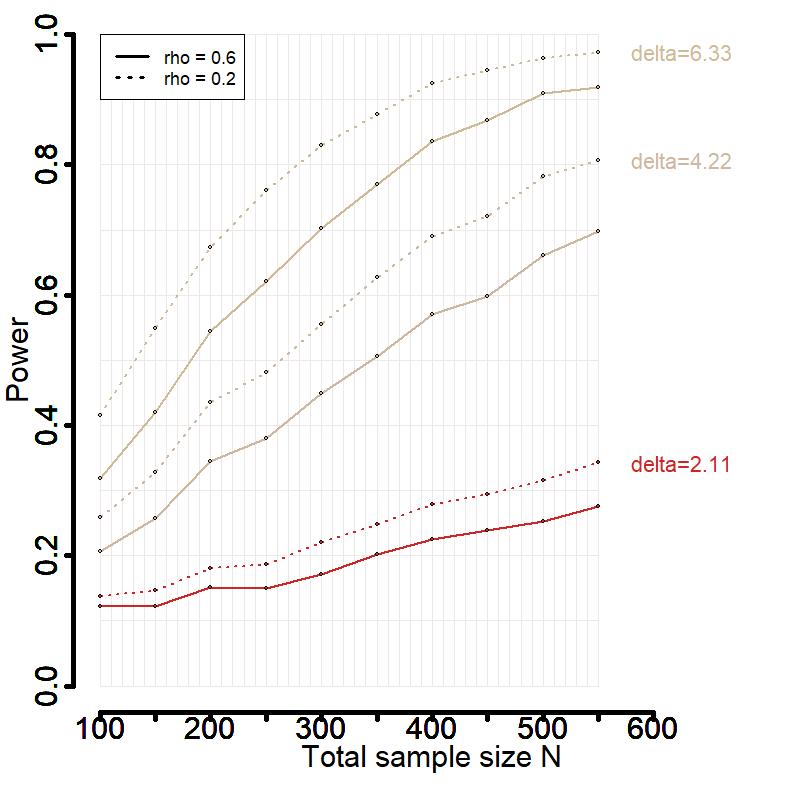 rho = 0.6
rho = 0.2
delta=6.33
delta=4.22
delta=2.11
Power
1.0
0.8
0.6
0.4
0.2
0.0
100 200 300 400 500 600
Total sample size N